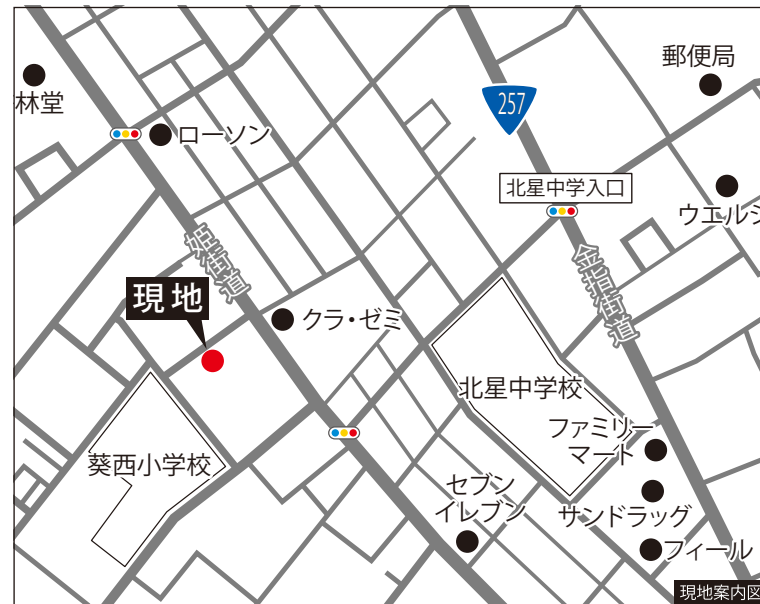 郵便局
林堂
257
ローソン
北星中学入口
ウエルシ
姫街道
金指街道
現地
クラ・ゼミ
北星中学校
ファミリー
マート
葵西小学校
セブン
イレブン
サンドラッグ
フィール
現地案内図